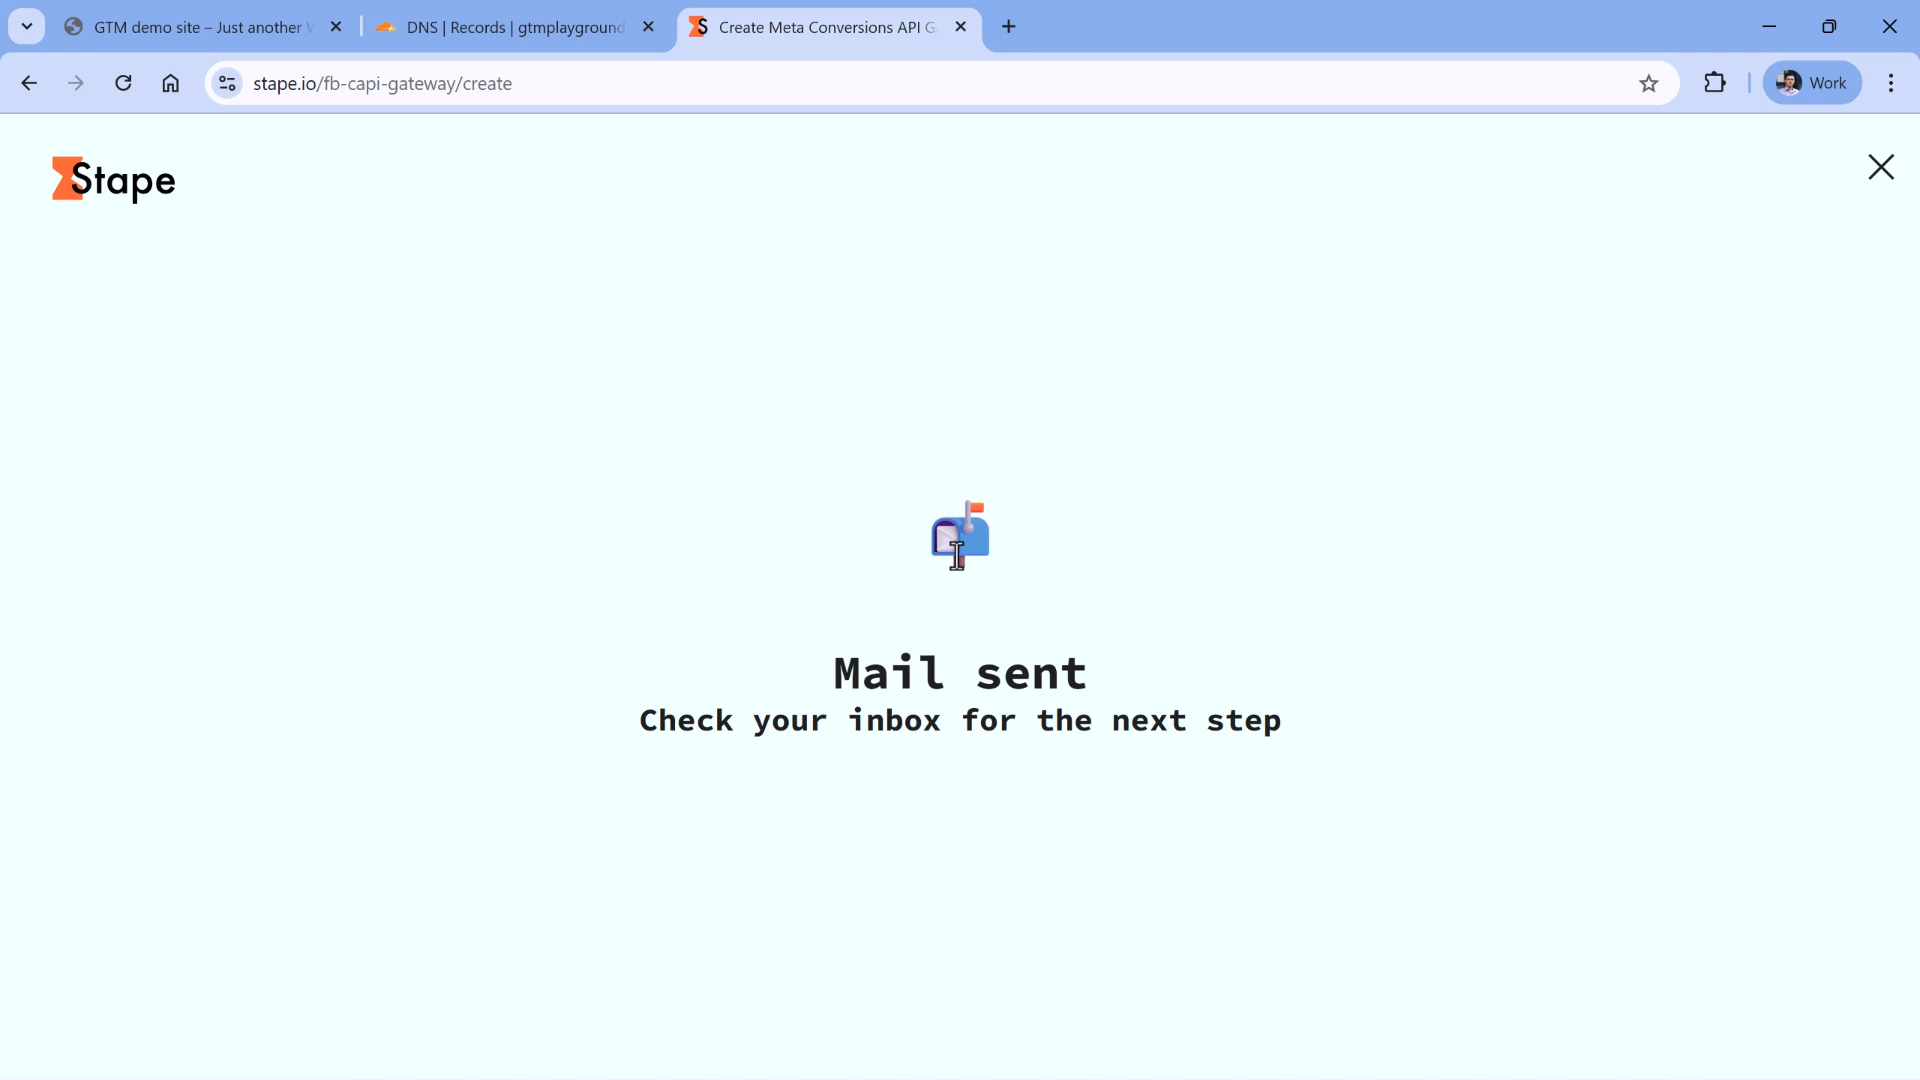 GTM demo site – Just another
DNS | Records | gtmplayground
Create Meta Conversions API G
stape.io/fb-capi-gateway/create
Work
Stape
Mail sent
Check your inbox for the next step